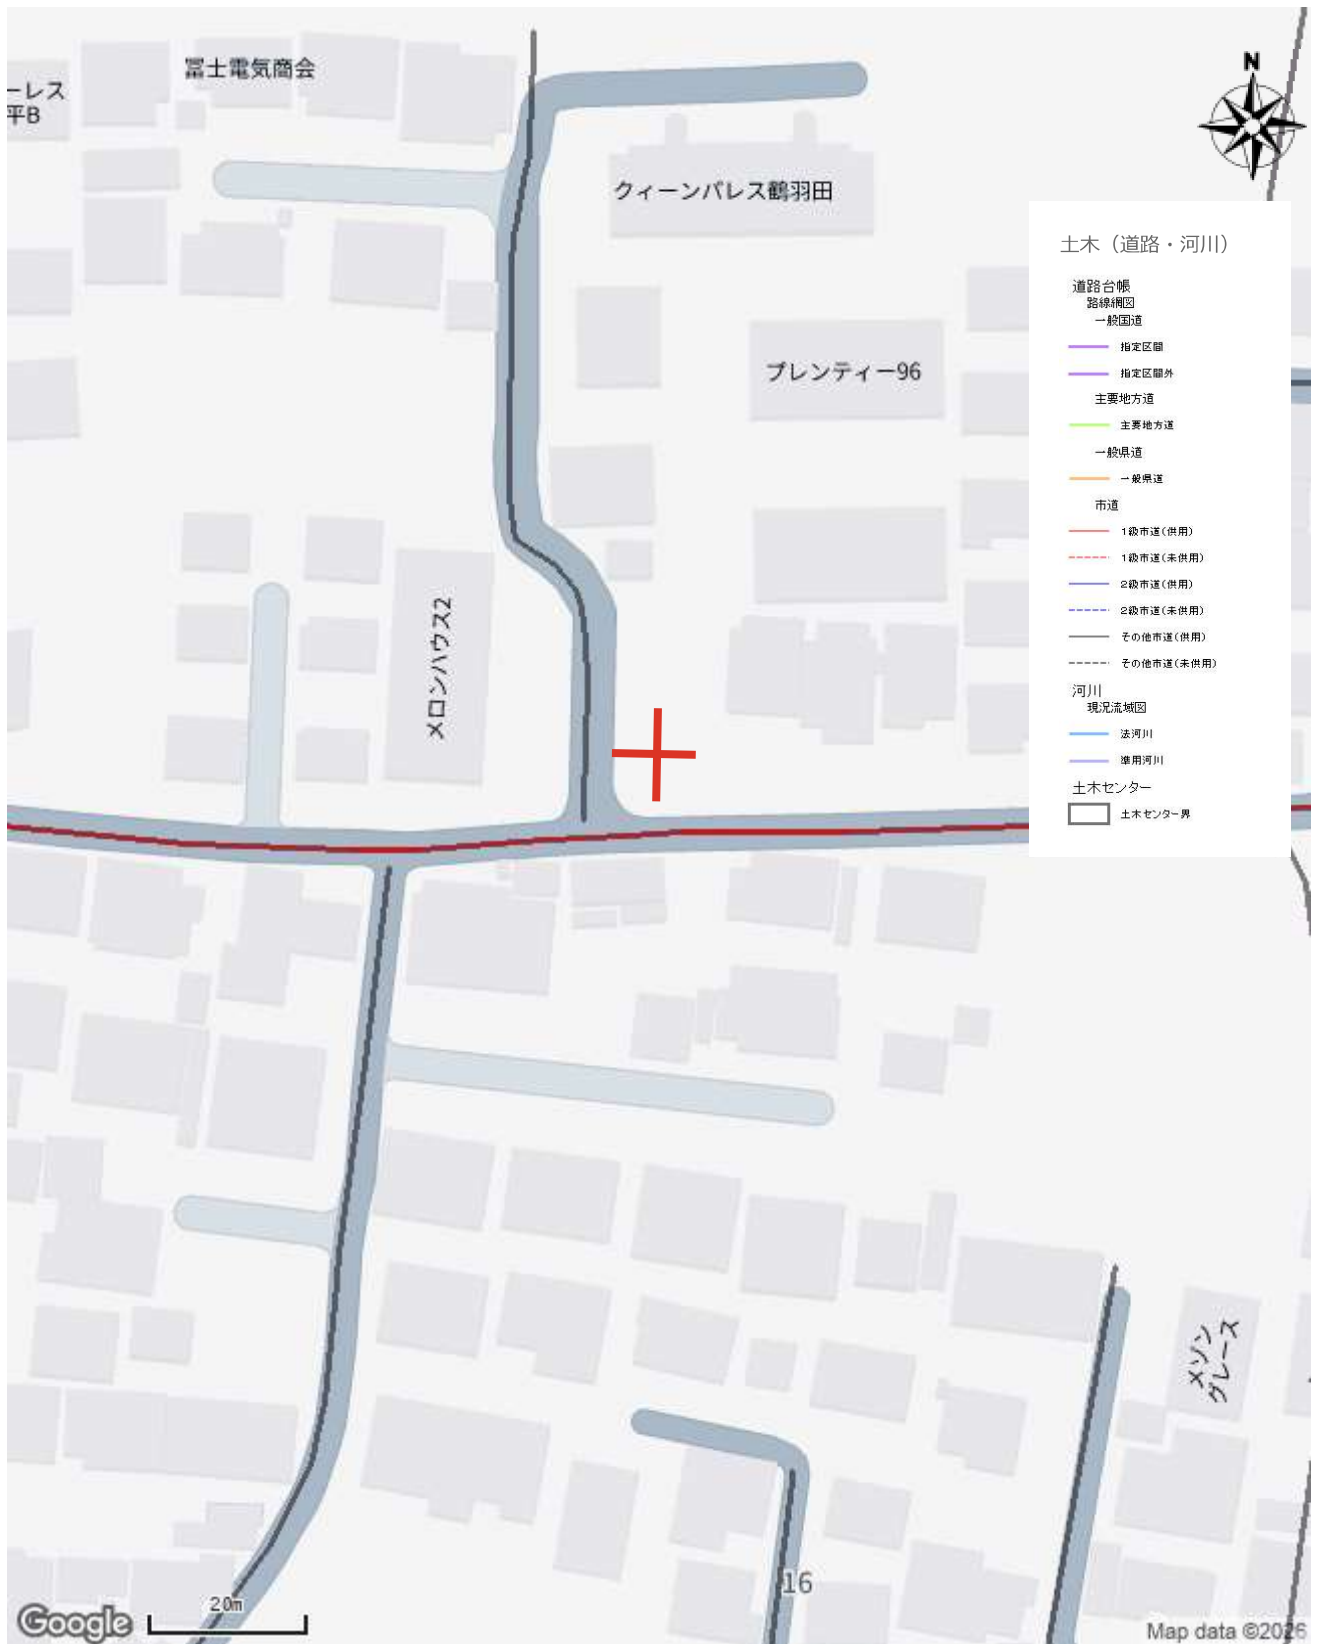 冨士電気商会
ーレス
平B
N
クィーンパレス鶴羽田
土木（道路・河川）
道路台帳
路線網図
一般国道
指定区間
指定区間外
ブレンティー96
主要地方道
主要地方道
一般県道
一般県道
市道
1級市道(供用)
1級市道(未供用)
2級市道(供用)
2級市道(未供用)
その他市道(供用)
その他市道(未供用)
メロンハウス2
河川
現況流域図
法河川
準用河川
土木センター
土木センター界
メゾン
グレース
16
Google
20m
Map data ©2026